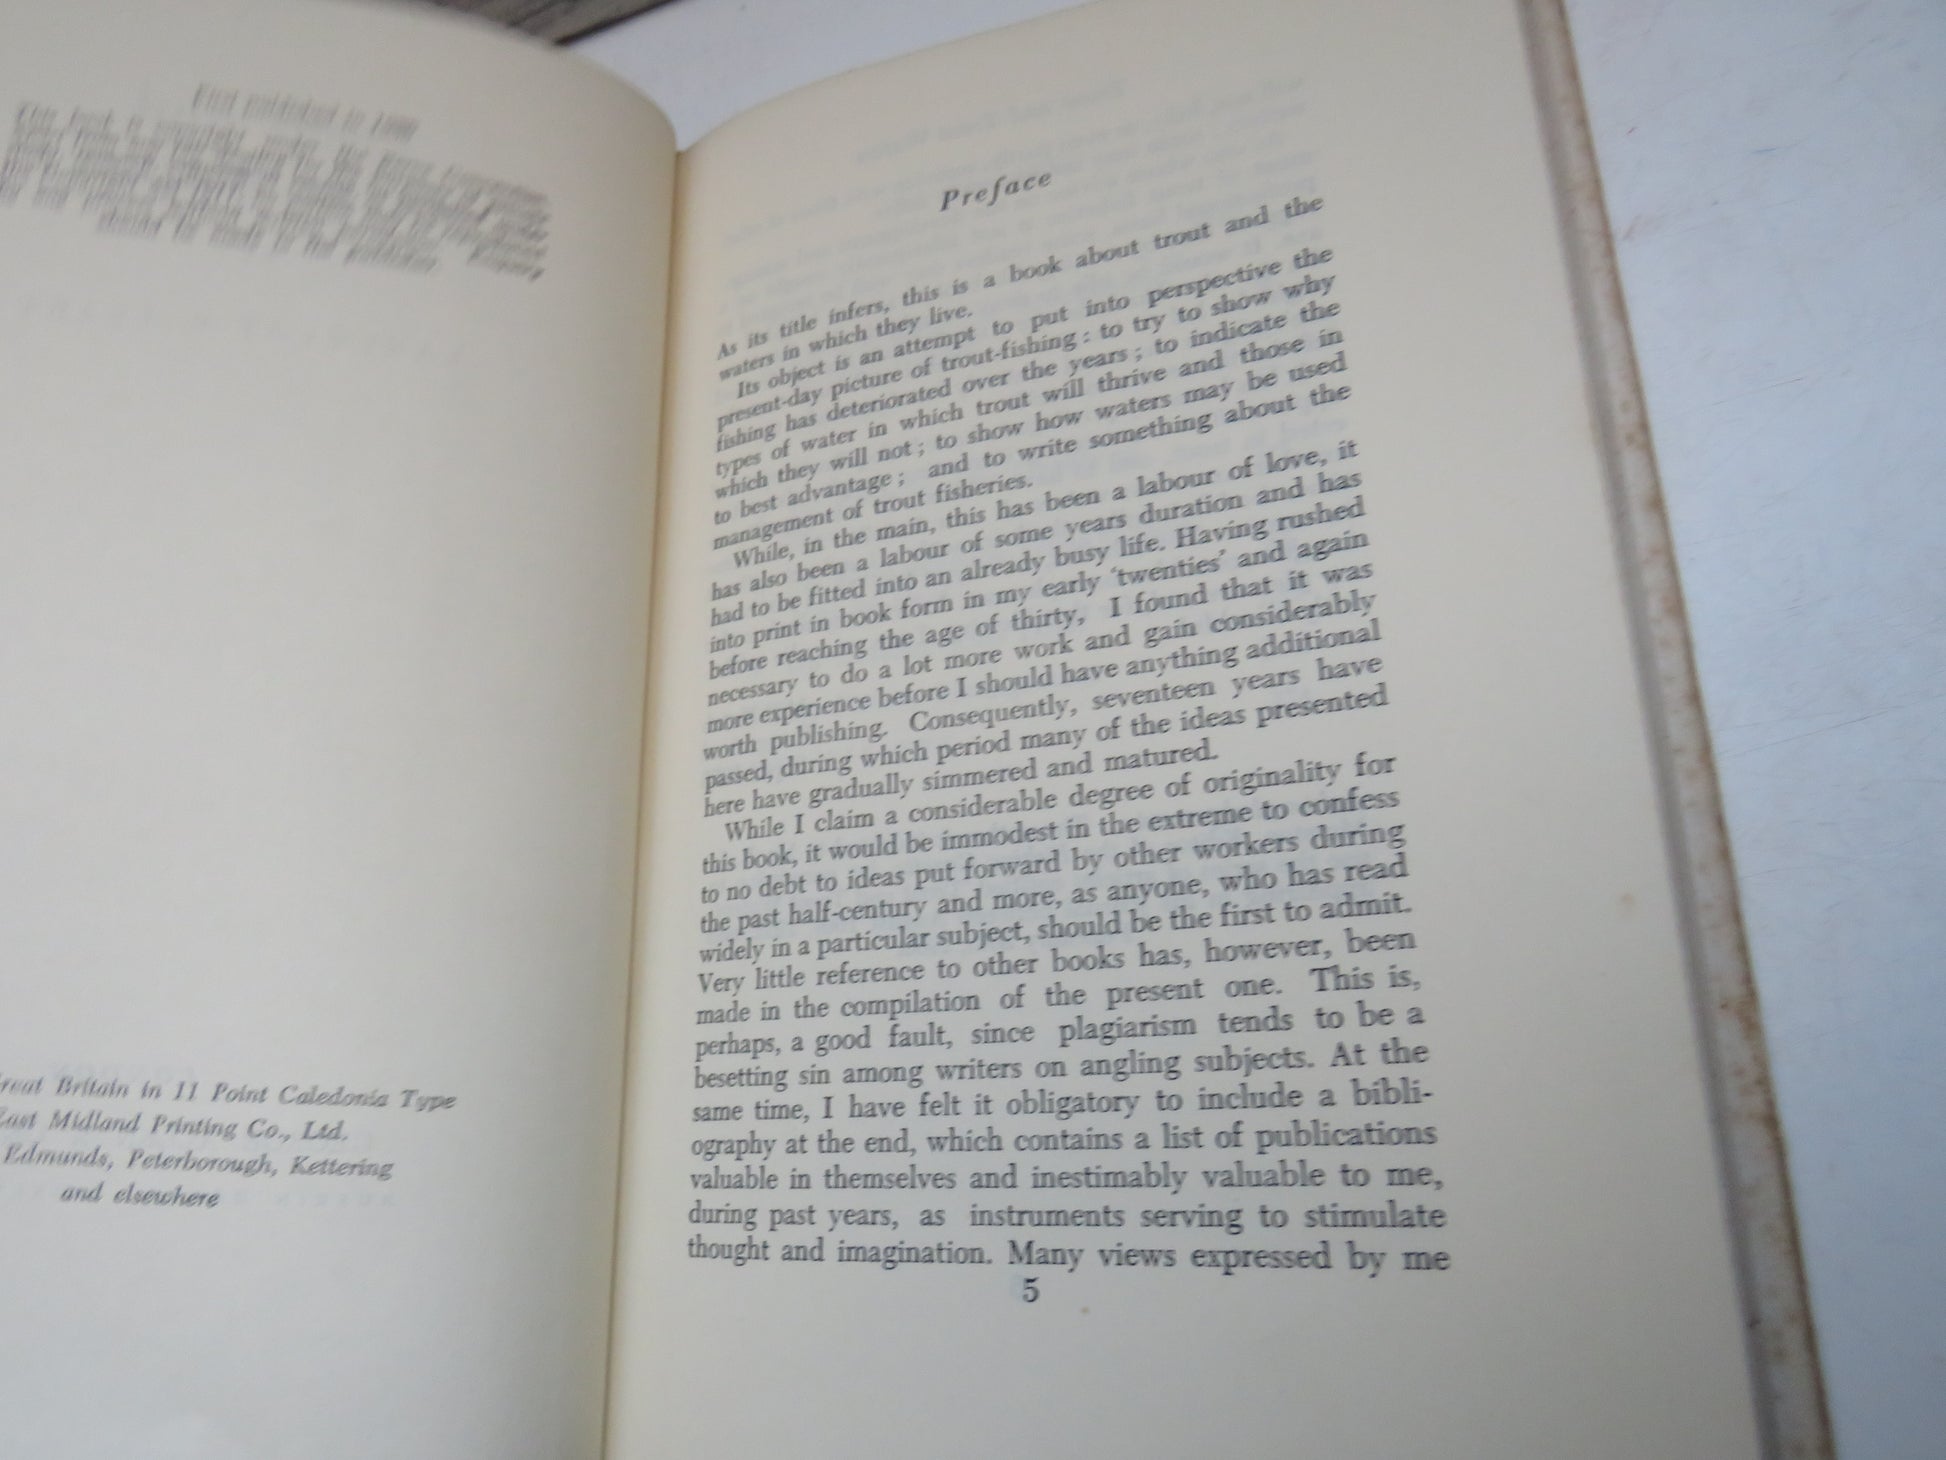 First published in
Great Britain in 11 Point Caledonia Type
East Midland Printing Co., Ltd.
Edmunds, Peterborough, Kettering
and elsewhere
Preface
As its title infers, this is a book about trout and the
waters in which they live.
Its object is an attempt to put into perspective the
present-day picture of trout-fishing: to try to show why
fishing has deteriorated over the years; to indicate the
types of water in which trout will thrive and those in
which they will not; to show how waters may be used
to best advantage; and to write something about the
management of trout fisheries.
While, in the main, this has been a labour of love, it
has also been a labour of some years duration and has
had to be fitted into an already busy life. Having rushed
into print in book form in my early 'twenties' and again
before reaching the age of thirty, I found that it was
necessary to do a lot more work and gain considerably
more experience before I should have anything additional
worth publishing. Consequently, seventeen years have
passed, during which period many of the ideas presented
here have gradually simmered and matured.
While I claim a considerable degree of originality for
this book, it would be immodest in the extreme to confess
to no debt to ideas put forward by other workers during
the past half-century and more, as anyone, who has read
widely in a particular subject, should be the first to admit.
Very little reference to other books has, however, been
made in the compilation of the present one. This is,
perhaps, a good fault, since plagiarism tends to be a
besetting sin among writers on angling subjects. At the
same time, I have felt it obligatory to include a bibli-
ography at the end, which contains a list of publications
valuable in themselves and inestimably valuable to me,
during past years, as instruments serving to stimulate
thought and imagination. Many views expressed by me
5